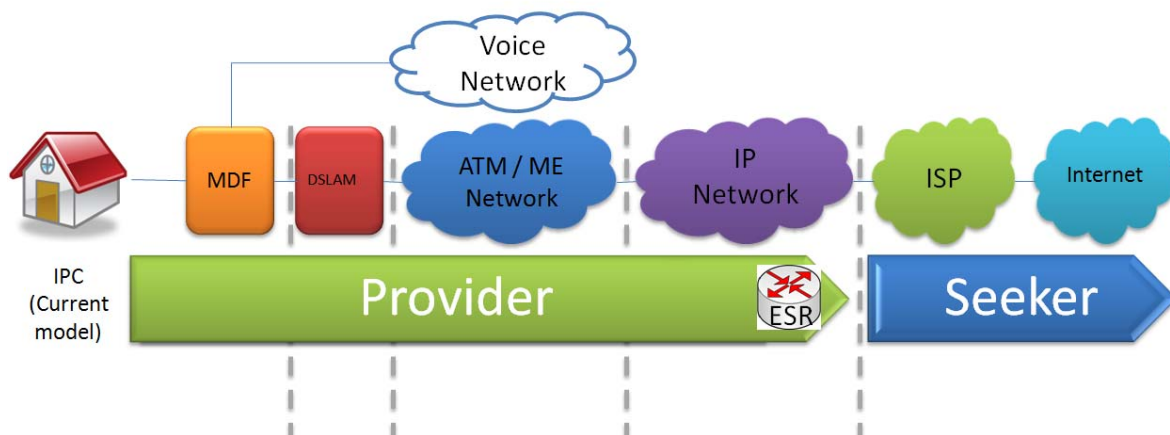 Voice
Network
MDF
DSLAM
ATM / ME
Network
IP
Network
ISP
Internet
IPC
(Current
model)
Provider
ESR
Seeker